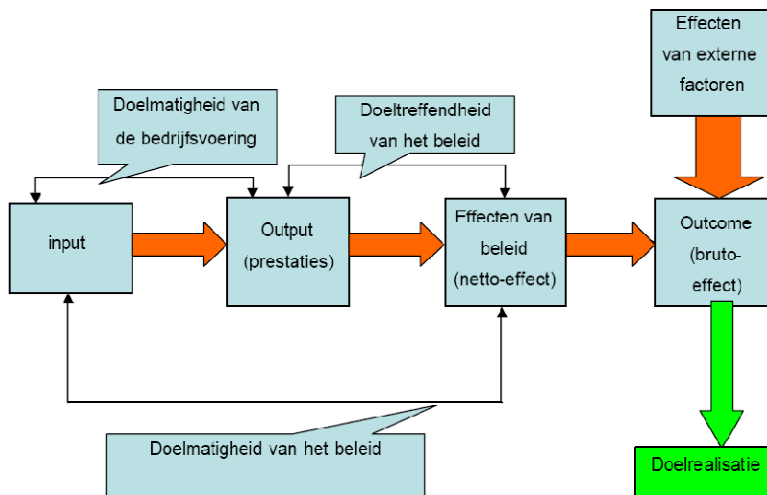 Effecten
van externe
factoren
Doelmatigheid van
de bedrijfsvoering
Doeltreffendheid
van het beleid
input
Output
(prestaties)
Effecten van
beleid
(netto-effect)
Outcome
(bruto-
effect)
Doelmatigheid van het beleid
Doelrealisatie